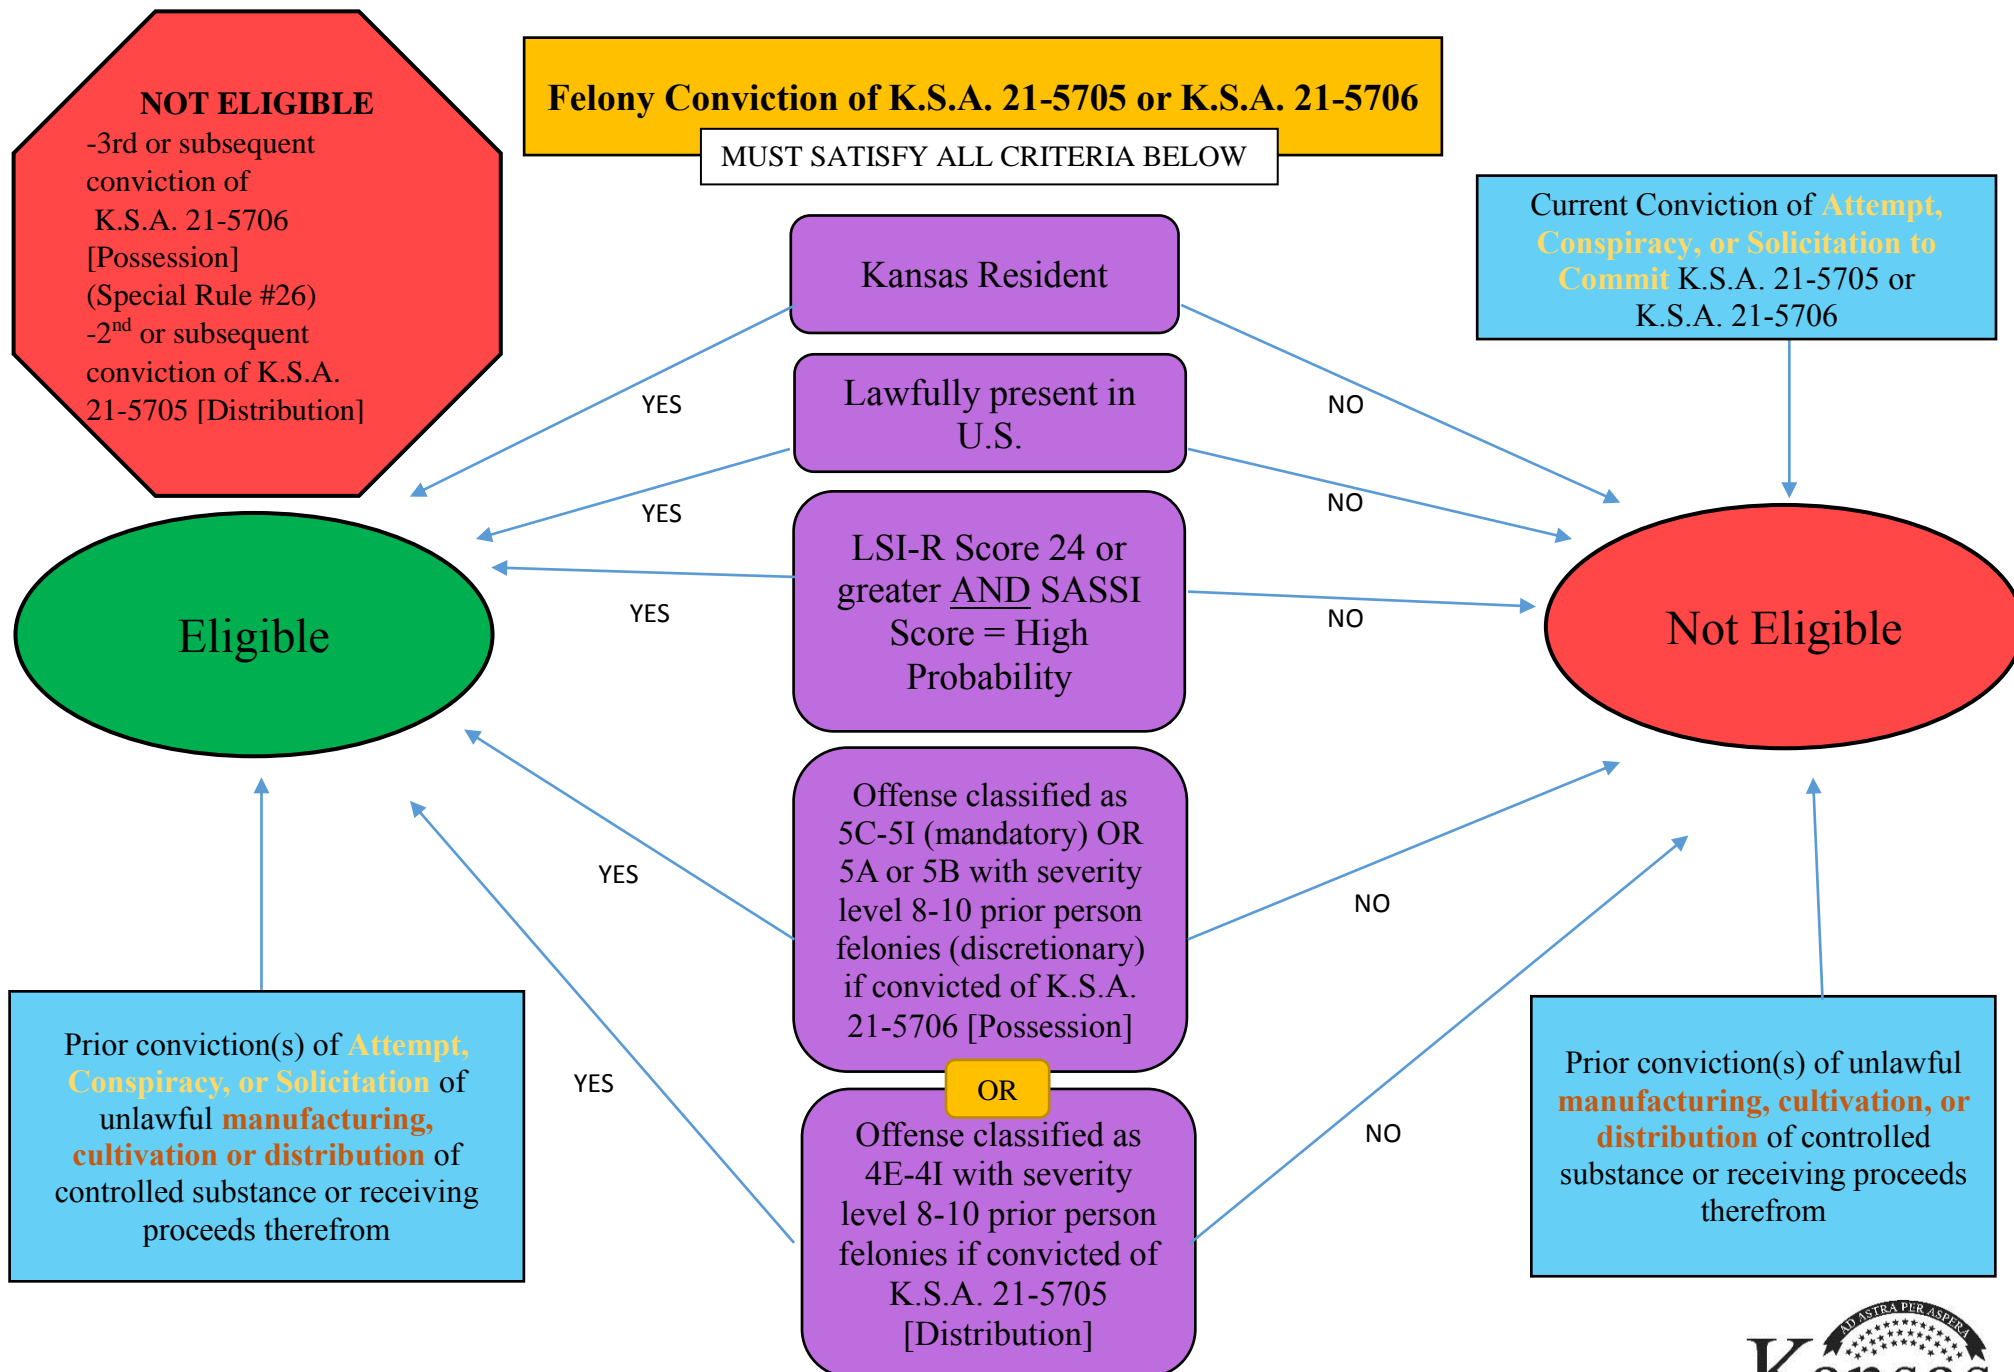 NOT ELIGIBLE
-3rd or subsequent
conviction of
K.S.A. 21-5706
[Possession]
(Special Rule #26)
-2nd or subsequent
conviction of K.S.A.
21-5705 [Distribution]
Felony Conviction of K.S.A. 21-5705 or K.S.A. 21-5706
MUST SATISFY ALL CRITERIA BELOW
Current Conviction of Attempt,
Conspiracy, or Solicitation to
Commit K.S.A. 21-5705 or
K.S.A. 21-5706
Kansas Resident
YES
NO
Lawfully present in
U.S.
YES
NO
LSI-R Score 24 or
greater AND SASSI
Score = High
Probability
YES
NO
Eligible
Not Eligible
Offense classified as
5C-5I (mandatory) OR
5A or 5B with severity
level 8-10 prior person
felonies (discretionary)
if convicted of K.S.A.
21-5706 [Possession]
YES
NO
OR
Offense classified as
4E-4I with severity
level 8-10 prior person
felonies if convicted of
K.S.A. 21-5705
[Distribution]
YES
NO
Prior conviction(s) of Attempt,
Conspiracy, or Solicitation of
unlawful manufacturing,
cultivation or distribution of
controlled substance or receiving
proceeds therefrom
Prior conviction(s) of unlawful
manufacturing, cultivation, or
distribution of controlled
substance or receiving proceeds
therefrom
AD ASTRA PER ASPERA
Kansas